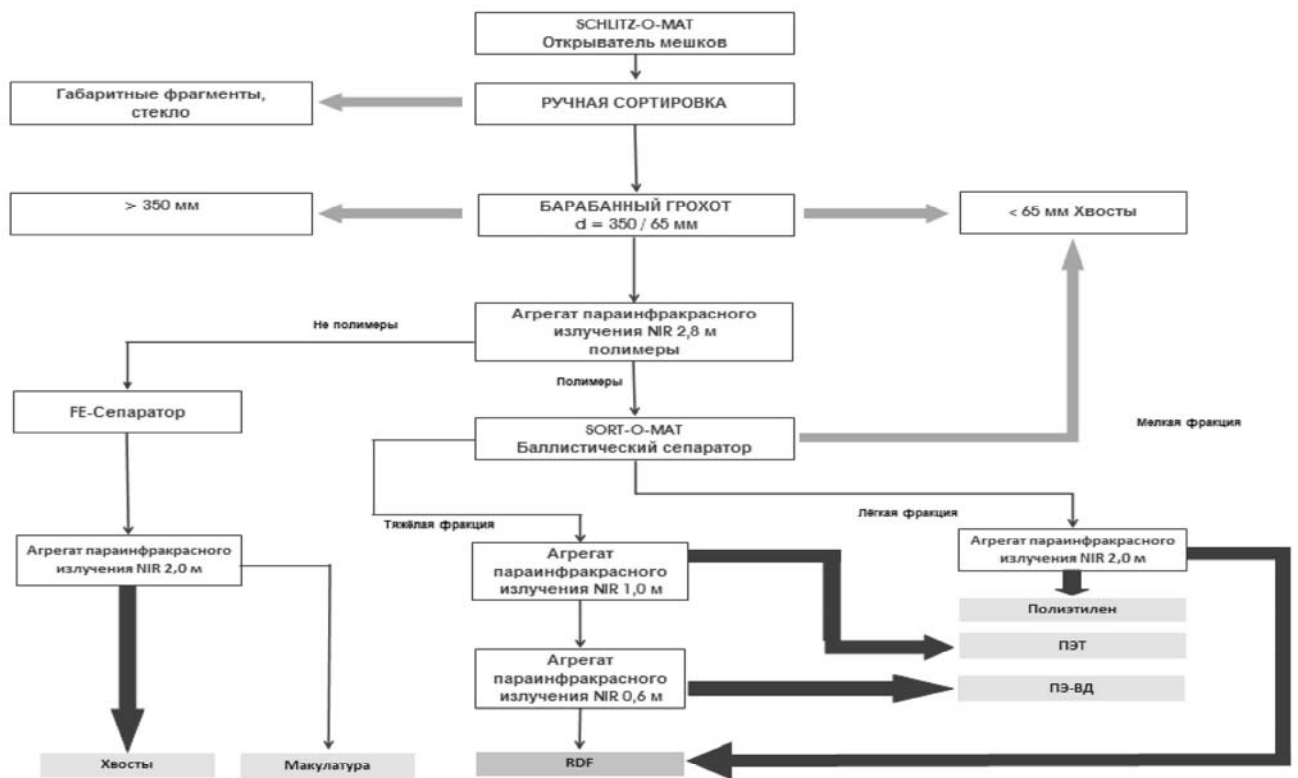 SCHLITZ-O-MAT
Открыватель мешков
Габаритные фрагменты,
стекло
РУЧНАЯ СОРТИРОВКА
> 350 мм
БАРАБАННЫЙ ГРОХОТ
d = 350 / 65 мм
< 65 мм Хвосты
Не полимеры
Агрегат параинфракрасного
излучения NIR 2,8 м
полимеры
Полимеры
FE-Сепаратор
SORT-O-MAT
Баллистический сепаратор
Мелкая фракция
Тяжёлая фракция
Лёгкая фракция
Агрегат параинфракрасного
излучения NIR 2,0 м
Агрегат
параинфракрасного
излучения NIR 1,0 м
Агрегат параинфракрасного
излучения NIR 2,0 м
Полиэтилен
ПЭТ
Агрегат
параинфракрасного
излучения NIR 0,6 м
ПЭ-ВД
Хвосты
Макулатура
RDF